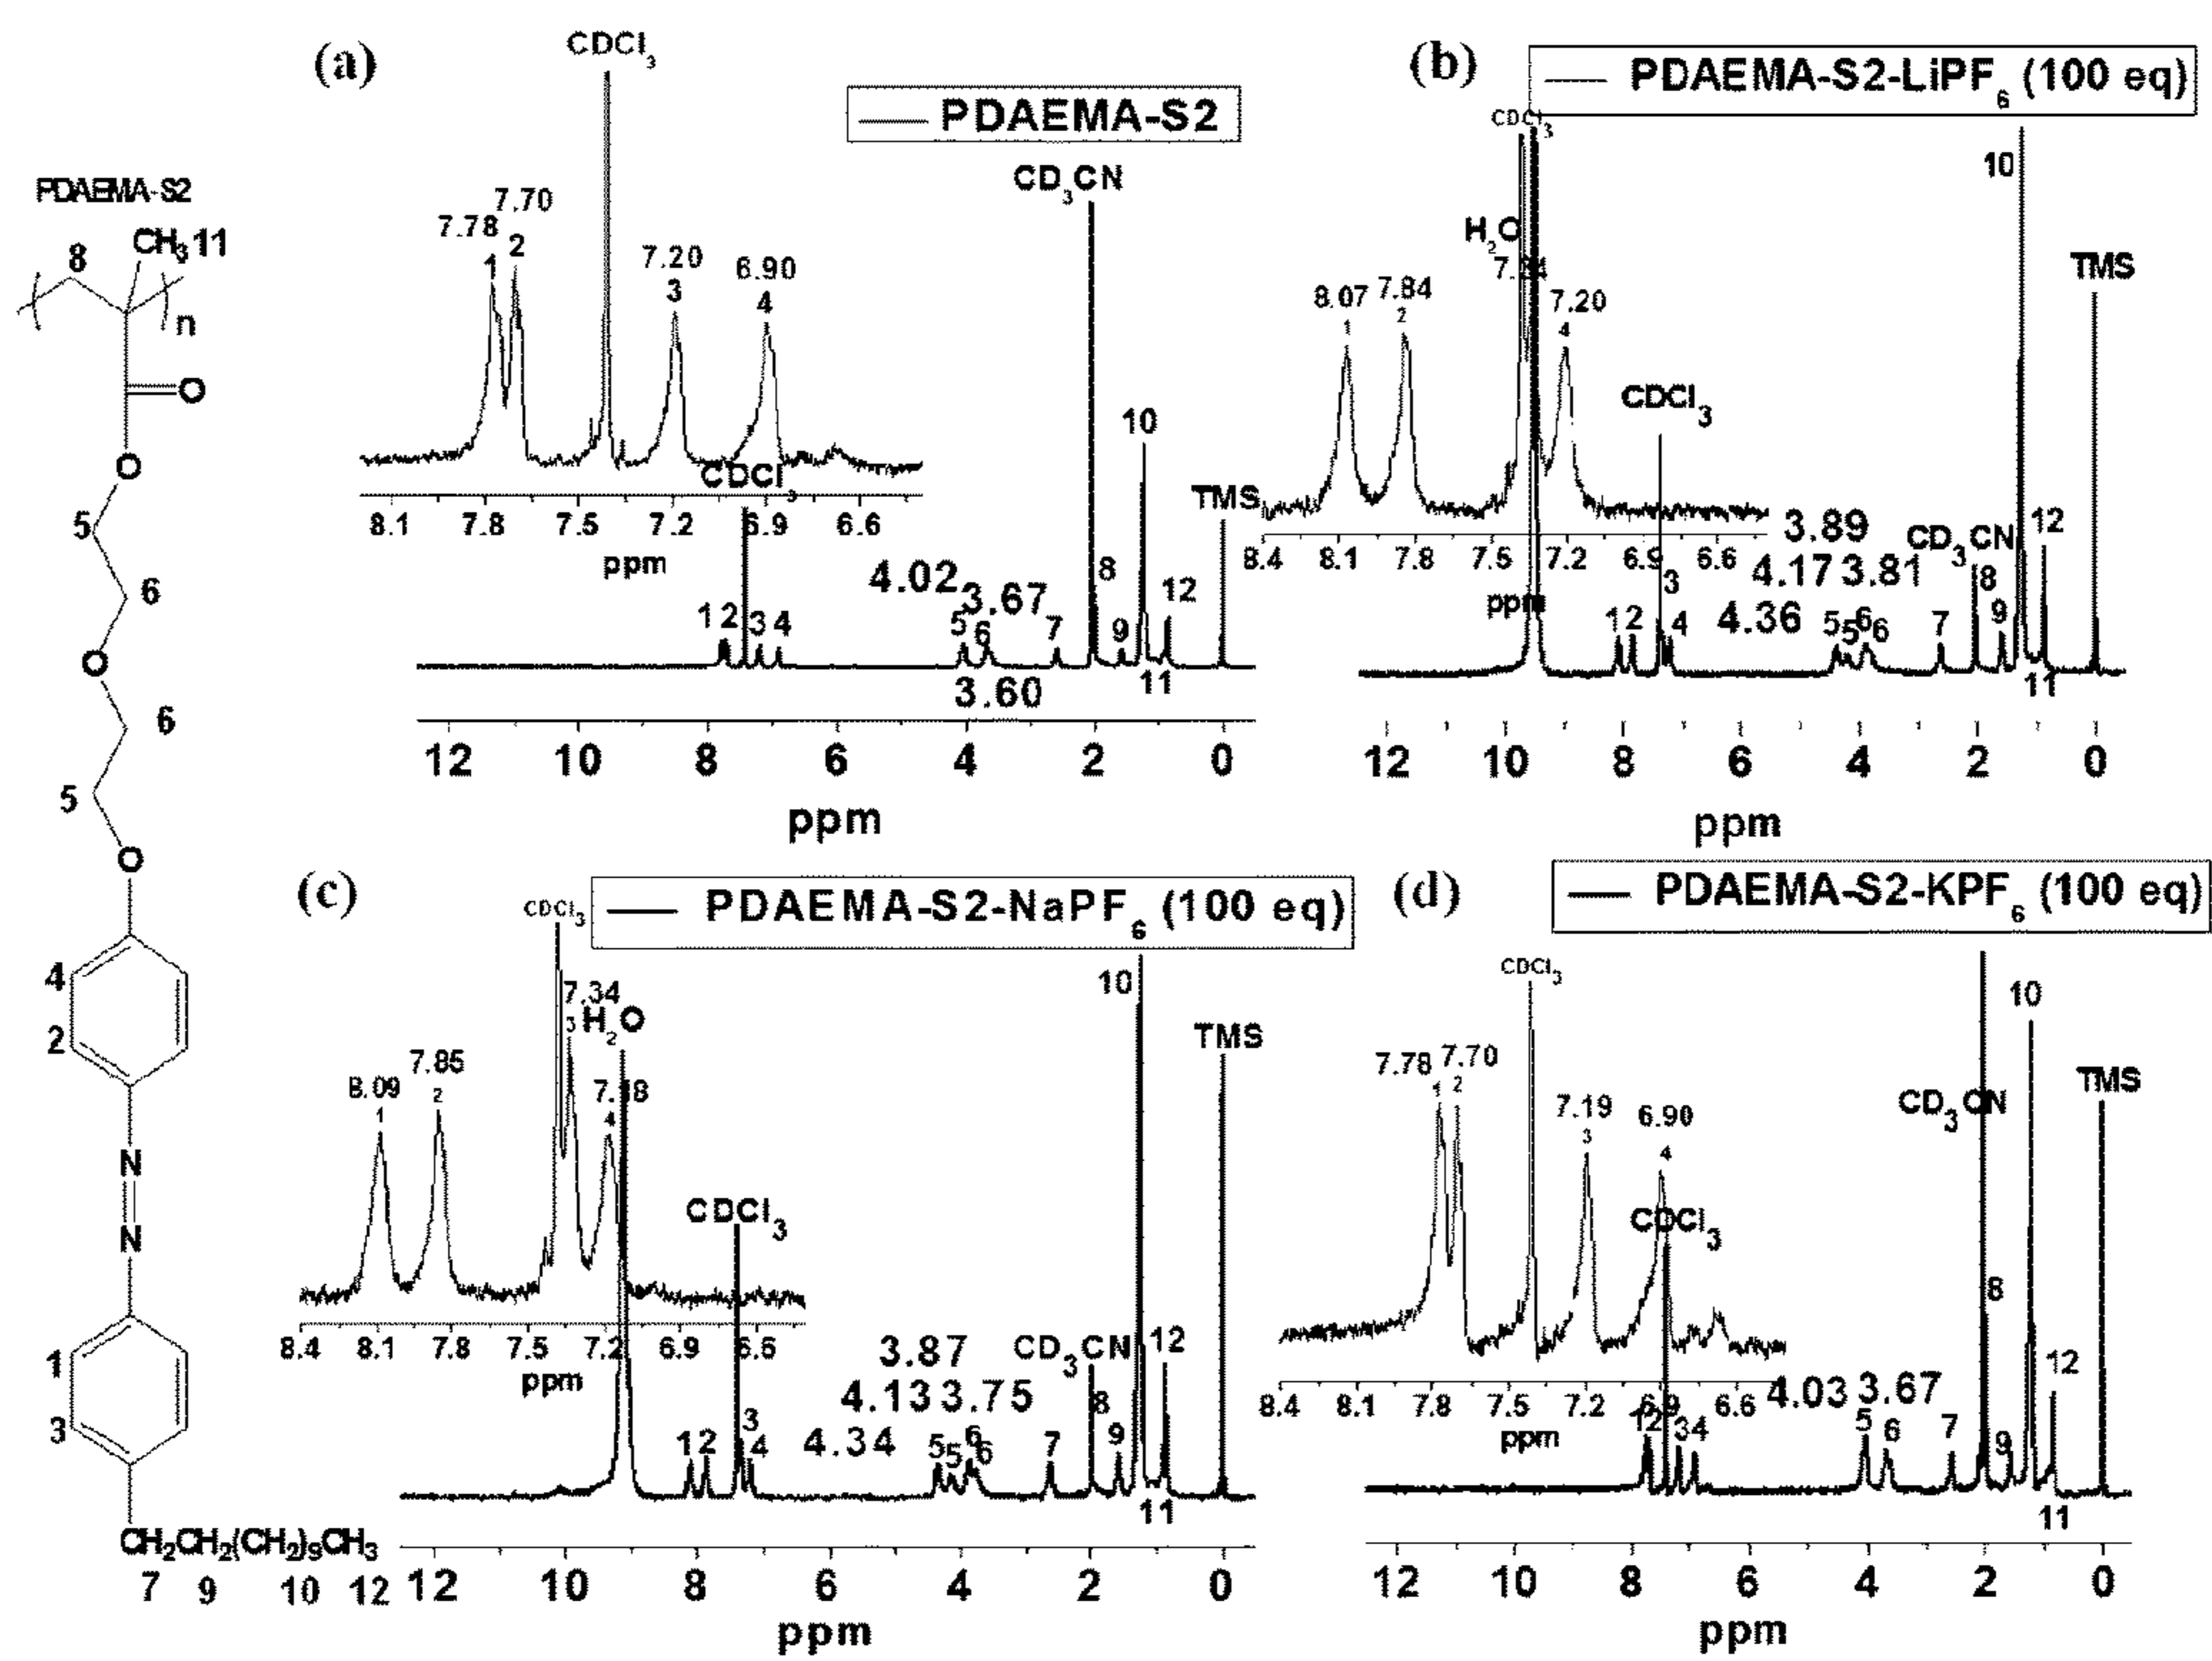 PDAEMA-S2
8
CH₃ 11
n
O
O
5
6
O
6
5
O
4
2
N
N
1
3
CH₂CH₂(CH₂)₉CH₃
7 9 10 12
(a)
PDAEMA-S2
CDCl₃
7.78 7.70
1 2
7.20
3
6.90
4
8.1 7.8 7.5 7.2 6.9 6.6
ppm
CDCl₃
CD₃CN
10
TMS
4.02
3.67
3.60
1 2 3 4 5 6 7 8 9 12
11
12 10 8 6 4 2 0
ppm
(b)
PDAEMA-S2-LiPF₆ (100 eq)
CDCl₃
H₂O
8.07 7.84
1 2
7.20
4
8.4 8.1 7.8 7.5 7.2 6.9 6.6
ppm
CDCl₃
10
TMS
3.89
4.17 3.81
4.36
CD₃CN
12
1 2 3 4 5 5 6 6 7 8 9
11
12 10 8 6 4 2 0
ppm
(c)
PDAEMA-S2-NaPF₆ (100 eq)
CDCl₃
7.34
3
H₂O
8.09
1
7.85
2
7.18
4
8.4 8.1 7.8 7.5 7.2 6.9 6.6
ppm
CDCl₃
10
TMS
3.87
4.13 3.75
4.34
CD₃CN
12
1 2 3 4 5 5 6 6 7 8 9
11
12 10 8 6 4 2 0
ppm
(d)
PDAEMA-S2-KPF₆ (100 eq)
CDCl₃
7.78 7.70
1 2
7.19
3
6.90
4
8.4 8.1 7.8 7.5 7.2 6.9 6.6
ppm
CDCl₃
CD₃CN
10
TMS
4.03 3.67
12
1 2 3 4 5 6 7 8 9
11
12 10 8 6 4 2 0
ppm